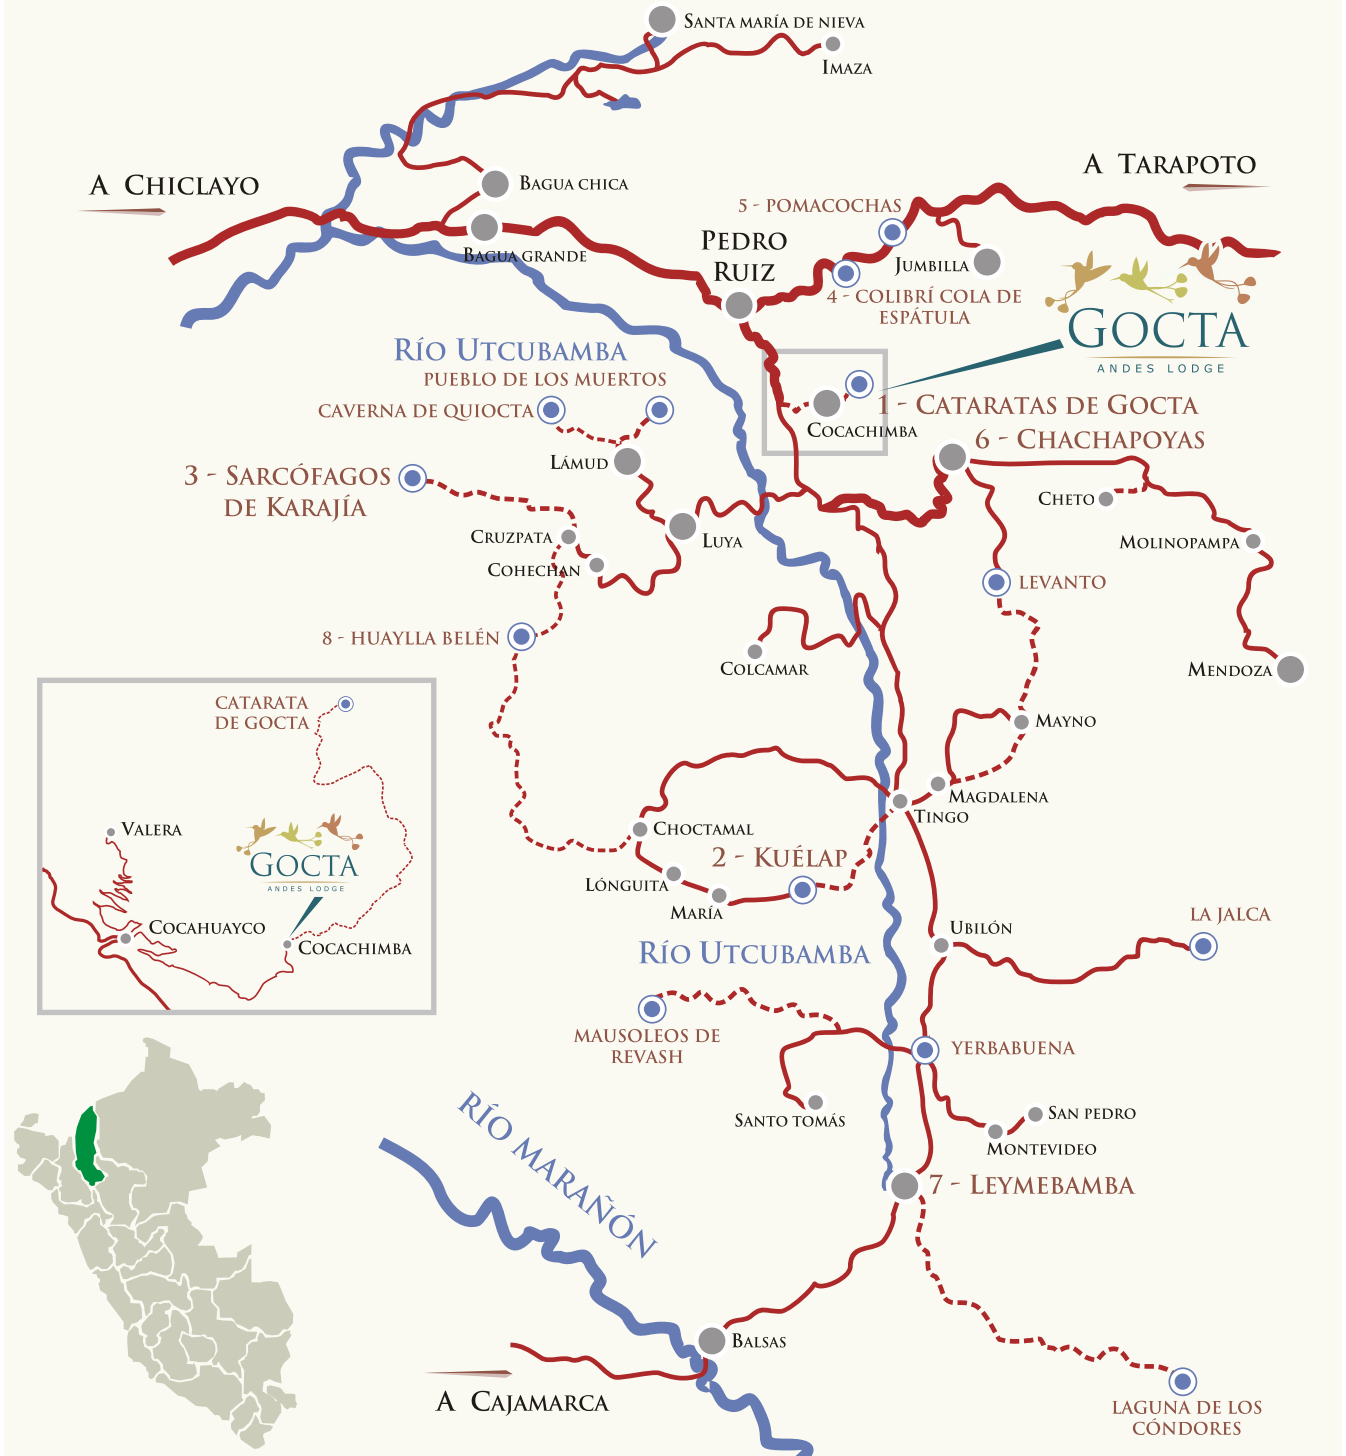 SANTA MARÍA DE NIEVA
IMAZA
A TARAPOTO
A CHICLAYO
BAGUA CHICA
5 - POMACOCHAS
PEDRO
RUIZ
BAGUA GRANDE
JUMBILLA
4 - COLIBRÍ COLA DE
ESPÁTULA
GOCTA
ANDES LODGE
RÍO UTCUBAMBA
PUEBLO DE LOS MUERTOS
CAVERNA DE QUIOCTA
1 - CATARATAS DE GOCTA
COCACHIMBA
6 - CHACHAPOYAS
LÁMUD
3 - SARCÓFAGOS
DE KARAJÍA
CHETO
CRUZPATA
LUYA
MOLINOPAMPA
COHECHAN
LEVANTO
8 - HUAYLLA BELÉN
COLCAMAR
MENDOZA
CATARATA
DE GOCTA
MAYNO
MAGDALENA
TINGO
VALERA
CHOCTAMAL
GOCTA
ANDES LODGE
2 - KUÉLAP
LÓNGUITA
MARÍA
COCAHUAYCO
COCACHIMBA
UBILÓN
LA JALCA
RÍO UTCUBAMBA
MAUSOLEOS DE
REVASH
YERBABUENA
SANTO TOMÁS
SAN PEDRO
MONTEVIDEO
RÍO MARAÑÓN
7 - LEYMEBAMBA
BALSAS
A CAJAMARCA
LAGUNA DE LOS
CÓNDORES